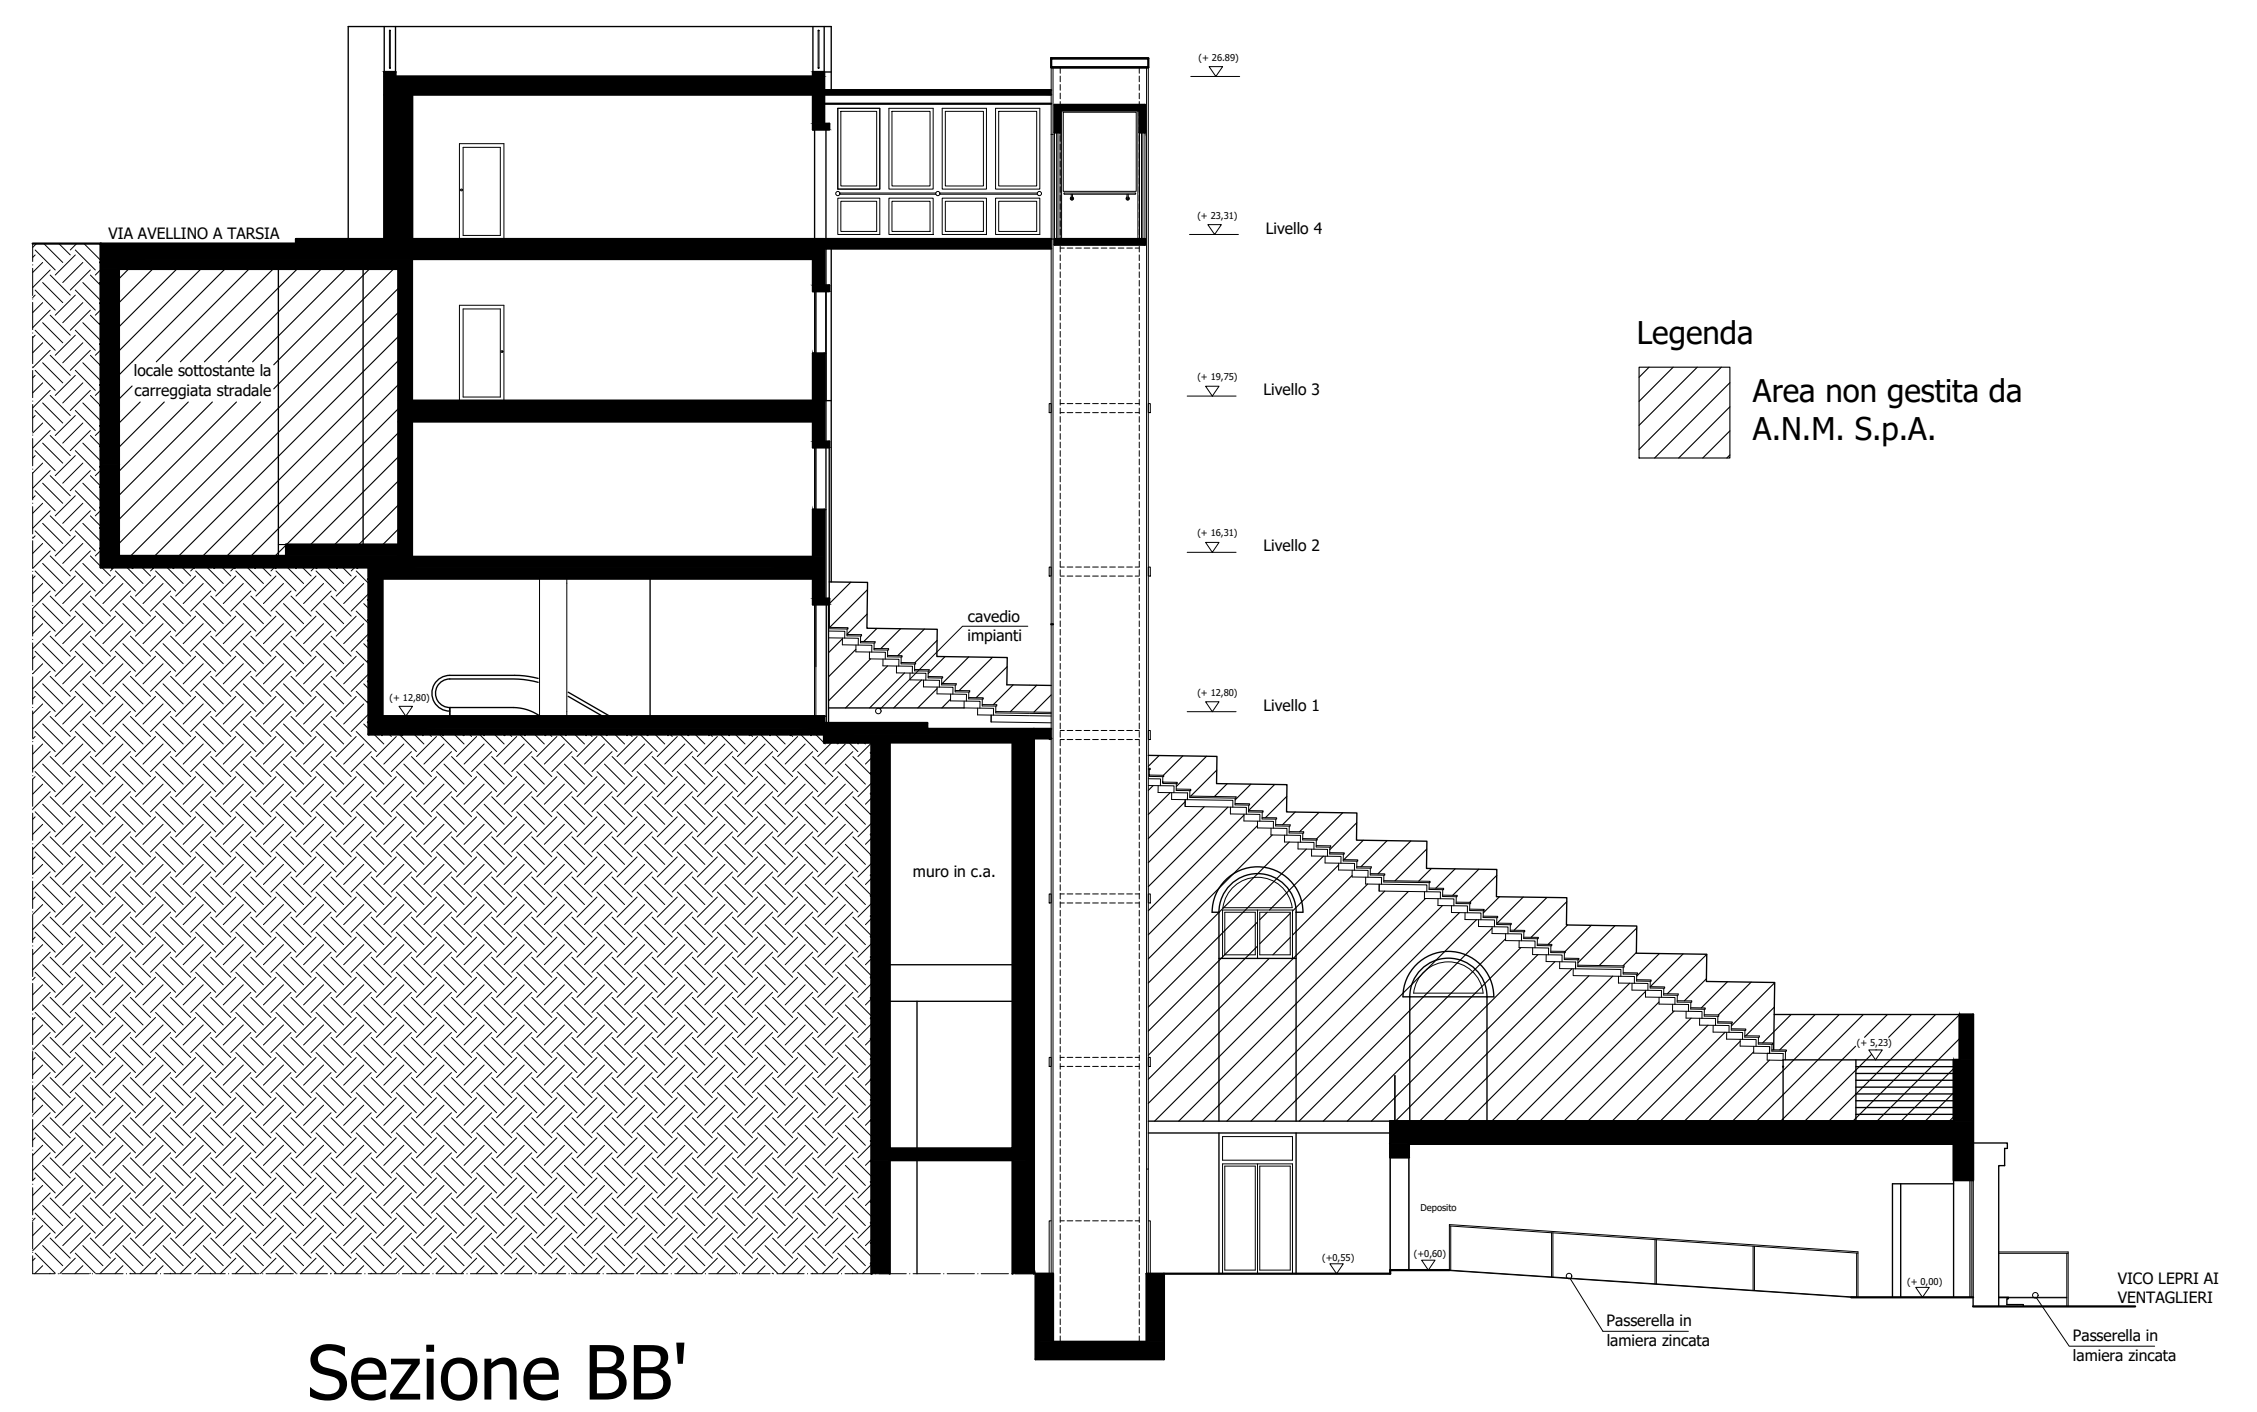 (+ 26.89)
VIA AVELLINO A TARSIA
(+ 23,31)
Livello 4
Legenda
locale sottostante la
carreggiata stradale
(+ 19,75)
Livello 3
Area non gestita da
A.N.M. S.p.A.
(+ 16,31)
Livello 2
cavedio
impianti
(+ 12,80)
(+ 12,80)
Livello 1
muro in c.a.
(+ 5,23)
Deposito
(+0,55)
(+0,60)
(+ 0,00)
VICO LEPRI AI
VENTAGLIERI
Passerella in
lamiera zincata
Passerella in
lamiera zincata
Sezione BB'